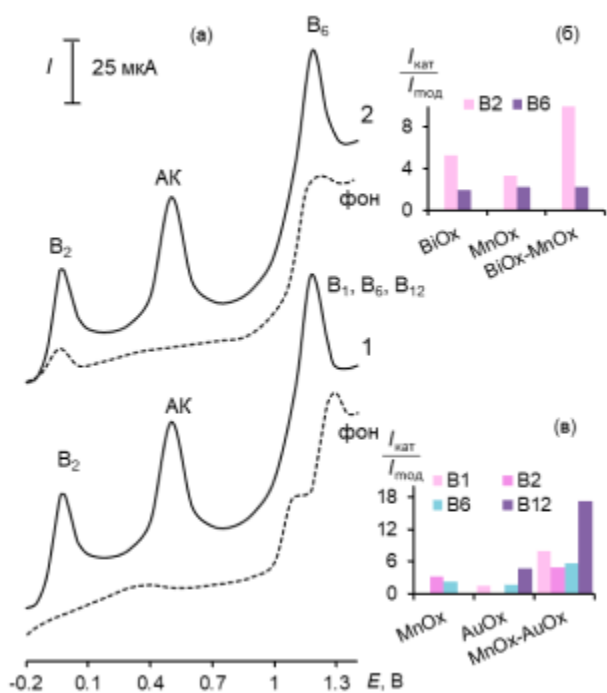 (а)
I
25 мкА
B₆
2
АК
фон
B₂
B₁, B₆, B₁₂
1
АК
фон
B₂
-0.2 0.1 0.4 0.7 1 1.3
E, В
(б)
Iкат
Iмод
B2 B6
8
4
0
BiOx MnOx BiOx-MnOx
(в)
Iкат
Iмод
B1 B2
B6 B12
18
12
6
0
MnOx AuOx MnOx-AuOx